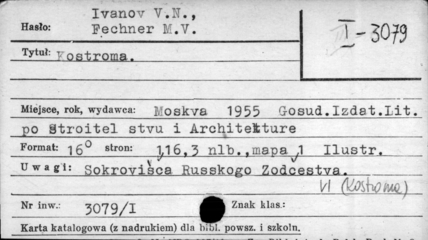 Ivanov V.N.,
Hasło: Fechner M.V.
I-3079
Tytuł: Kostroma.
Miejsce, rok, wydawca: Moskva 1955 Gosud.Izdat.Lit.
po Stroitel stvu i Architekture
Format: 16° stron: 116,3 nlb.,mapa 1 Ilustr.
Uwagi: Sokrovišca Russkogo Zodčestva.
VI (Kostroma)
Nr inw.: 3079/I Znak klas.:
Karta katalogowa (z nadrukiem) dla bibl. powsz. i szkoln.